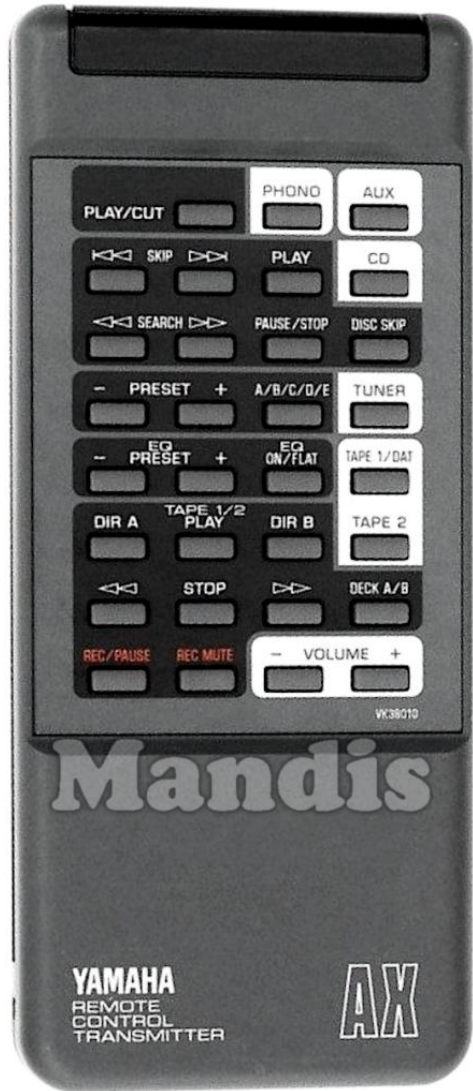 PHONO AUX
PLAY/CUT
SKIP PLAY CD
SEARCH PAUSE/STOP DISC SKIP
- PRESET + A/B/C/D/E TUNER
EQ EQ
- PRESET + ON/FLAT TAPE 1/DAT
TAPE 1/2
DIR A PLAY DIR B TAPE 2
STOP DECK A/B
REC/PAUSE REC MUTE - VOLUME +
VK38010
Mandis
YAMAHA
REMOTE
CONTROL
TRANSMITTER
AX